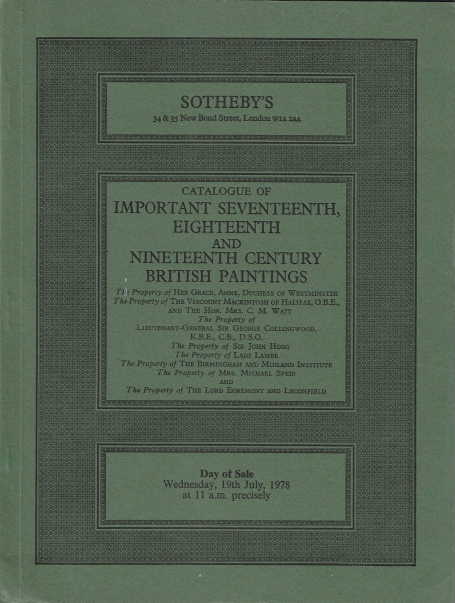 SOTHEBY'S
34 & 35 New Bond Street, London W1A 2AA
CATALOGUE OF
IMPORTANT SEVENTEENTH,
EIGHTEENTH
AND
NINETEENTH CENTURY
BRITISH PAINTINGS
The Property of HER GRACE, ANNE, DUCHESS OF WESTMINSTER
The Property of THE VISCOUNT MACKINTOSH OF HALIFAX, O.B.E.,
AND THE HON. MRS. C. M. WATT
The Property of
LIEUTENANT-GENERAL SIR GEORGE COLLINGWOOD,
K.B.E., C.B., D.S.O.
The Property of SIR JOHN HOGG
The Property of LADY LAMBE
The Property of THE BIRMINGHAM AND MIDLAND INSTITUTE
The Property of MRS. MICHAEL SPEIR
AND
The Property of THE LORD EGREMONT AND LECONFIELD
Day of Sale
Wednesday, 19th July, 1978
at 11 a.m. precisely